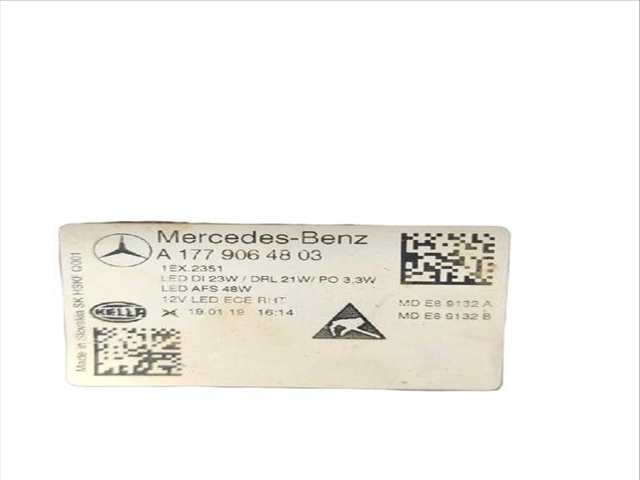 Mercedes-Benz
A 177 906 48 03
1EX.2351
LED DI 23W / DRL 21W/ PO 3,3W
LED AFS 48W
12V LED ECE RHT
19.01.19 16:14
HELLA
MD E8 9132 A
MD E8 9132 B
Made in Slovakia SK HSKF Q001